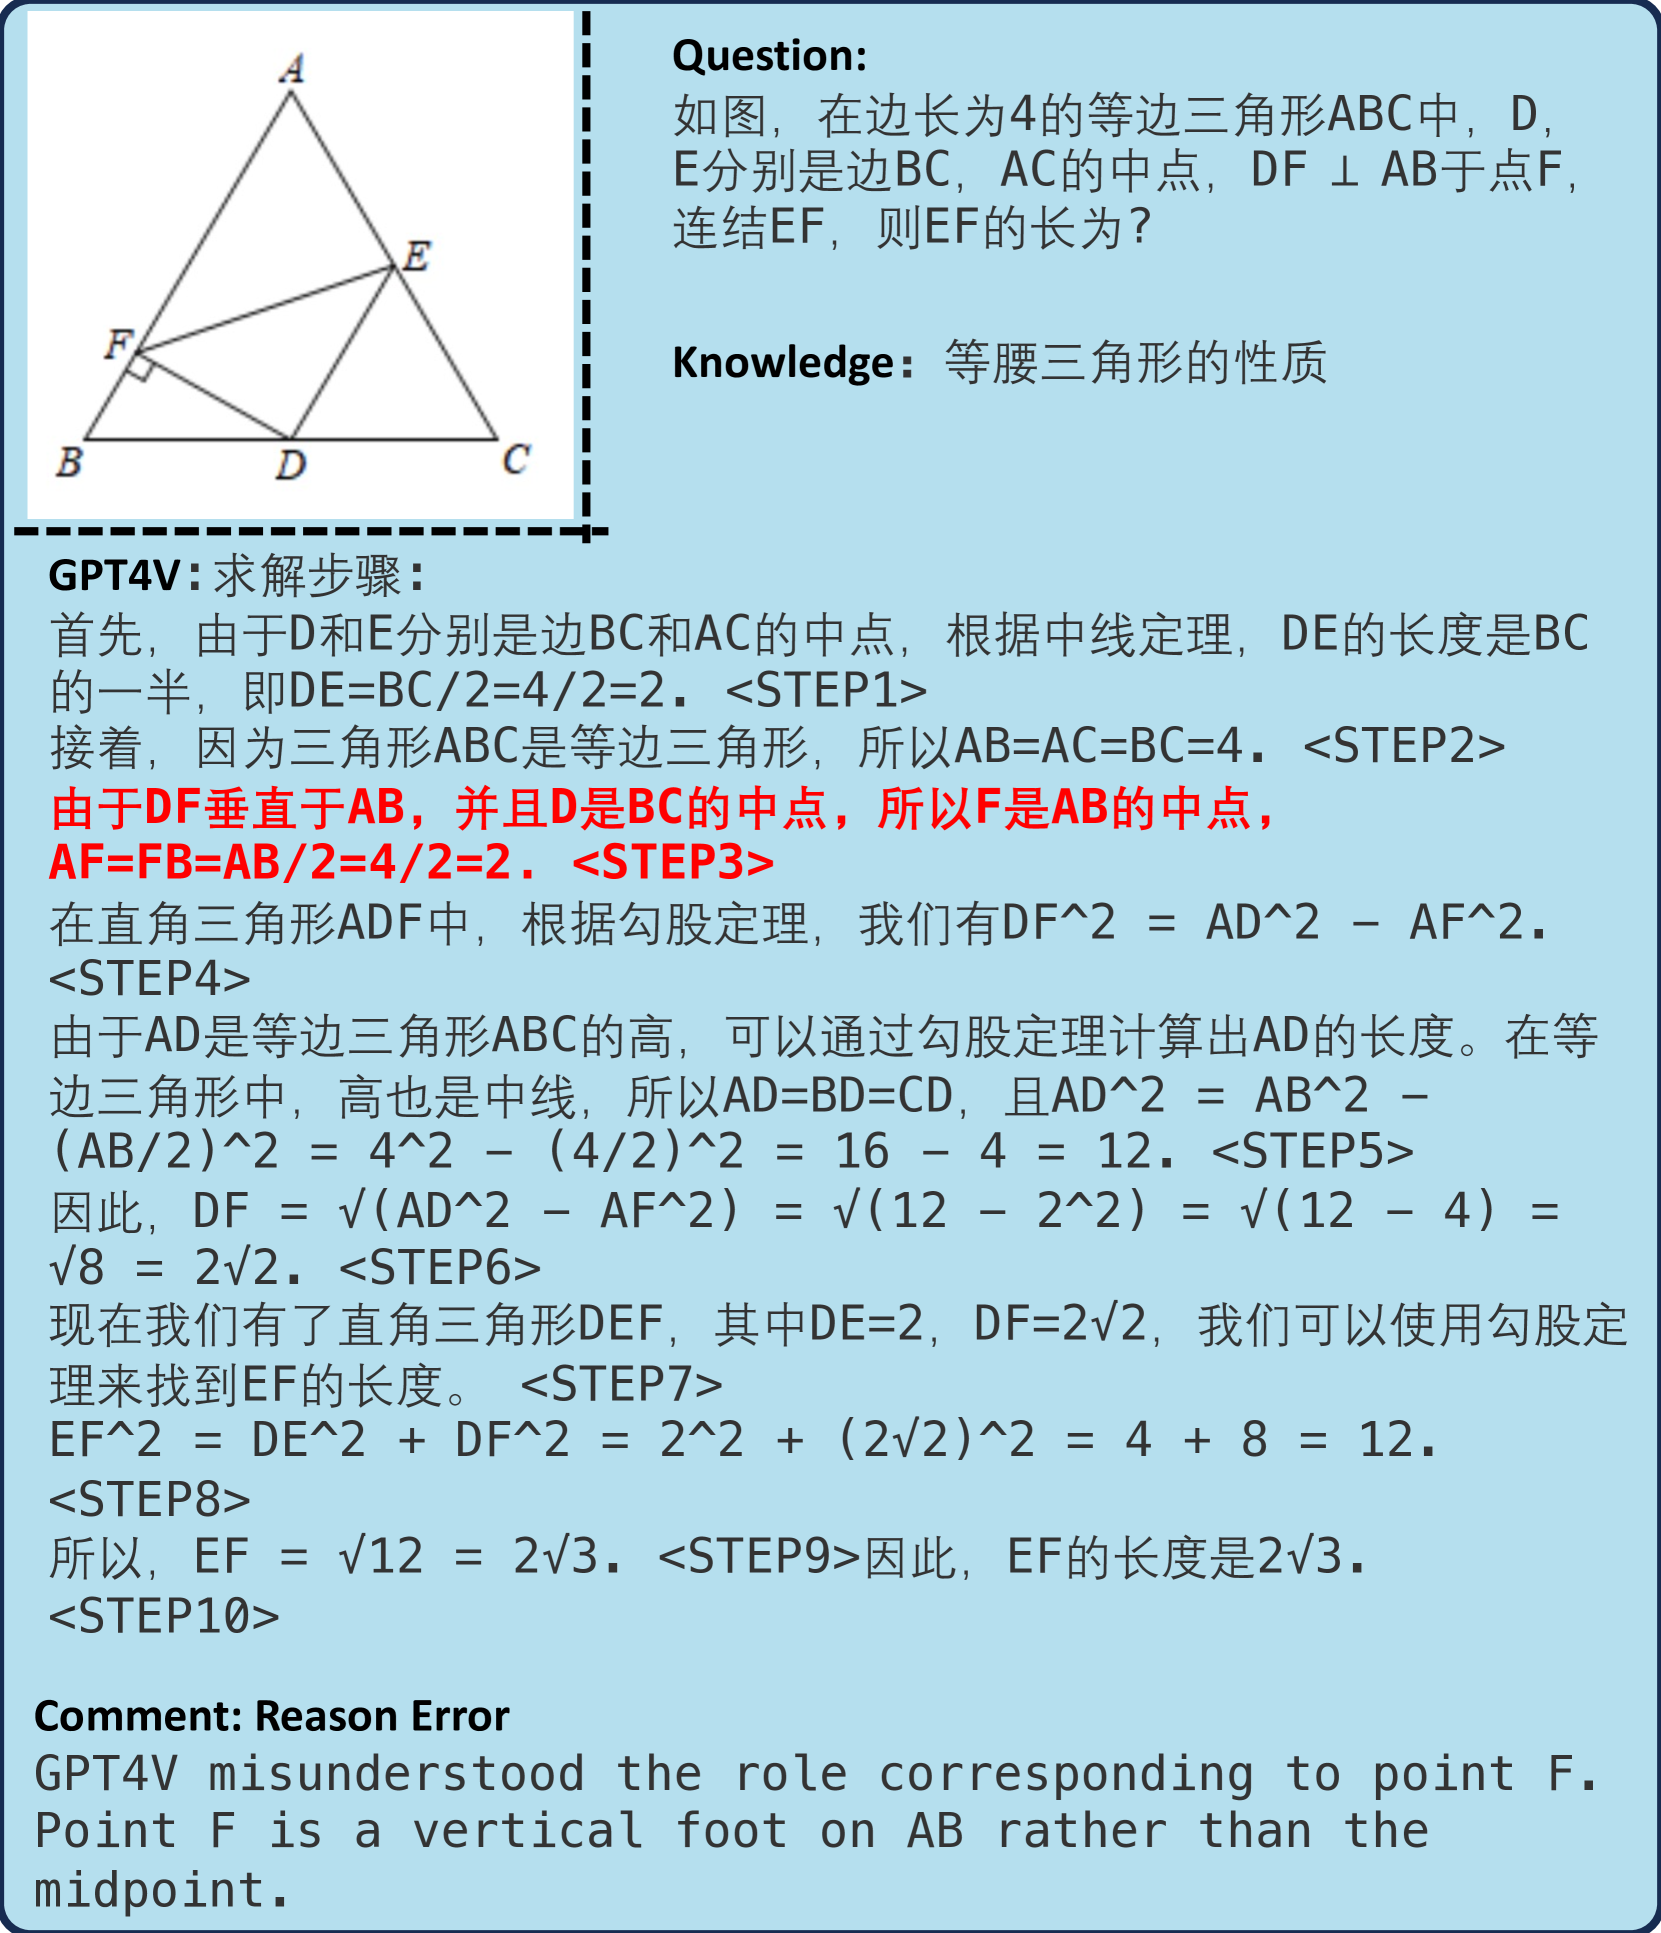 A
E
F
B
D
C
Question:
如图, 在边长为4的等边三角形ABC中, D,
E分别是边BC, AC的中点, DF ⊥ AB于点F,
连结EF, 则EF的长为?
Knowledge: 等腰三角形的性质
GPT4V:求解步骤:
首先, 由于D和E分别是边BC和AC的中点, 根据中线定理, DE的长度是BC
的一半, 即DE=BC/2=4/2=2. <STEP1>
接着, 因为三角形ABC是等边三角形, 所以AB=AC=BC=4. <STEP2>
由于DF垂直于AB, 并且D是BC的中点, 所以F是AB的中点,
AF=FB=AB/2=4/2=2. <STEP3>
在直角三角形ADF中, 根据勾股定理, 我们有DF^2 = AD^2 − AF^2.
<STEP4>
由于AD是等边三角形ABC的高, 可以通过勾股定理计算出AD的长度。在等
边三角形中, 高也是中线, 所以AD=BD=CD, 且AD^2 = AB^2 −
(AB/2)^2 = 4^2 − (4/2)^2 = 16 − 4 = 12. <STEP5>
因此, DF = √(AD^2 − AF^2) = √(12 − 2^2) = √(12 − 4) =
√8 = 2√2. <STEP6>
现在我们有了直角三角形DEF, 其中DE=2, DF=2√2, 我们可以使用勾股定
理来找到EF的长度。 <STEP7>
EF^2 = DE^2 + DF^2 = 2^2 + (2√2)^2 = 4 + 8 = 12.
<STEP8>
所以, EF = √12 = 2√3. <STEP9>因此, EF的长度是2√3.
<STEP10>
Comment: Reason Error
GPT4V misunderstood the role corresponding to point F.
Point F is a vertical foot on AB rather than the
midpoint.